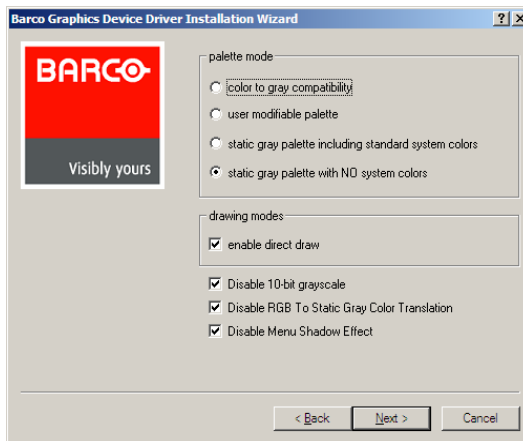 Barco Graphics Device Driver Installation Wizard
BARCO
Visibly yours
palette mode
color to gray compatibility
user modifiable palette
static gray palette including standard system colors
static gray palette with NO system colors
drawing modes
enable direct draw
Disable 10-bit grayscale
Disable RGB To Static Gray Color Translation
Disable Menu Shadow Effect
< Back Next > Cancel